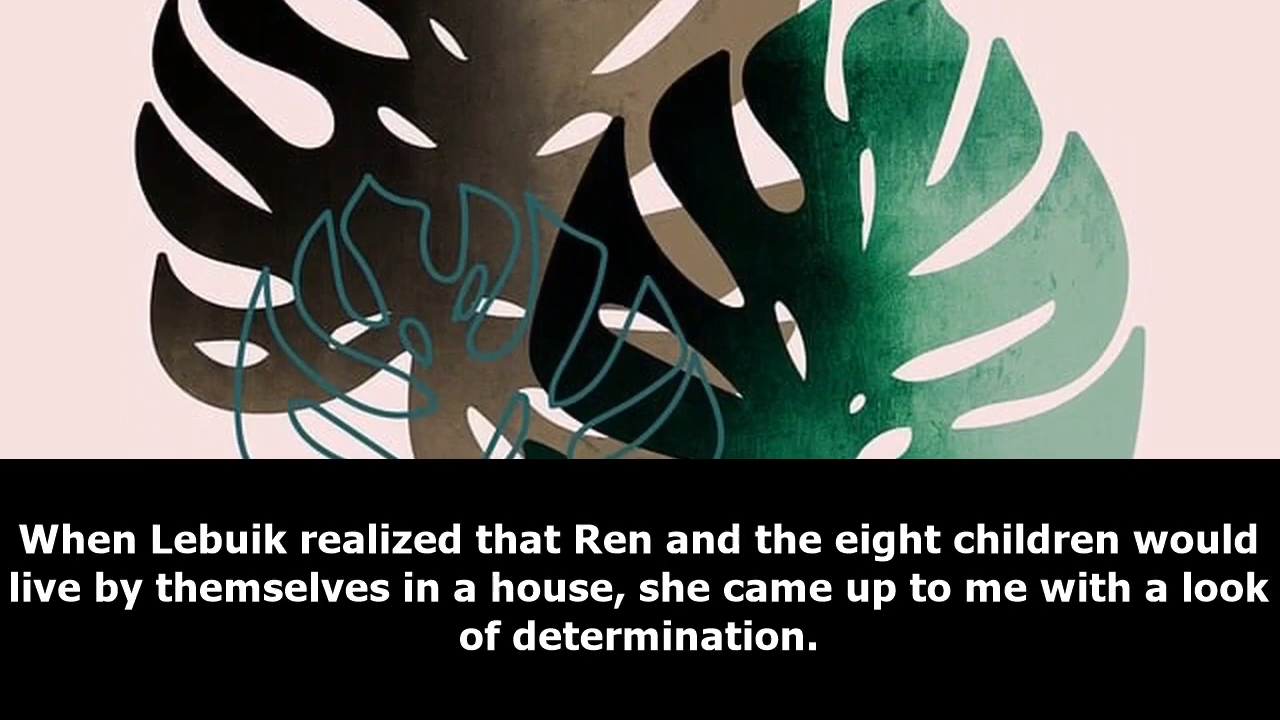 When Lebuik realized that Ren and the eight children would
live by themselves in a house, she came up to me with a look
of determination.